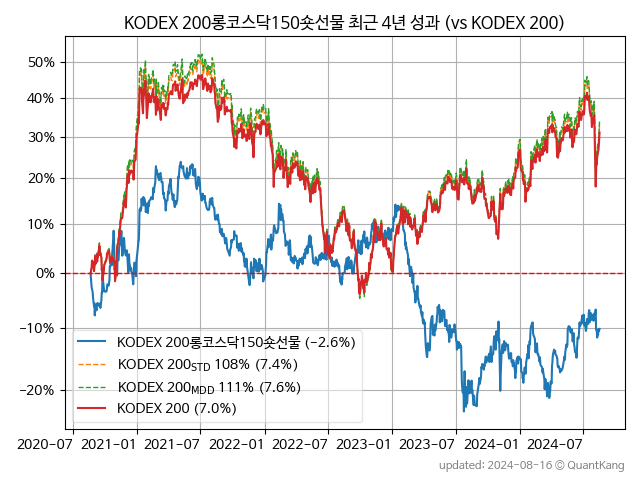 KODEX 200롱코스닥150숏선물 최근 4년 성과 (vs KODEX 200)
50%
40%
30%
20%
10%
0%
−10%
−20%
KODEX 200롱코스닥150숏선물 (−2.6%)
KODEX 200STD 108% (7.4%)
KODEX 200MDD 111% (7.6%)
KODEX 200 (7.0%)
2020-07 2021-01 2021-07 2022-01 2022-07 2023-01 2023-07 2024-01 2024-07
updated: 2024-08-16 © QuantKang